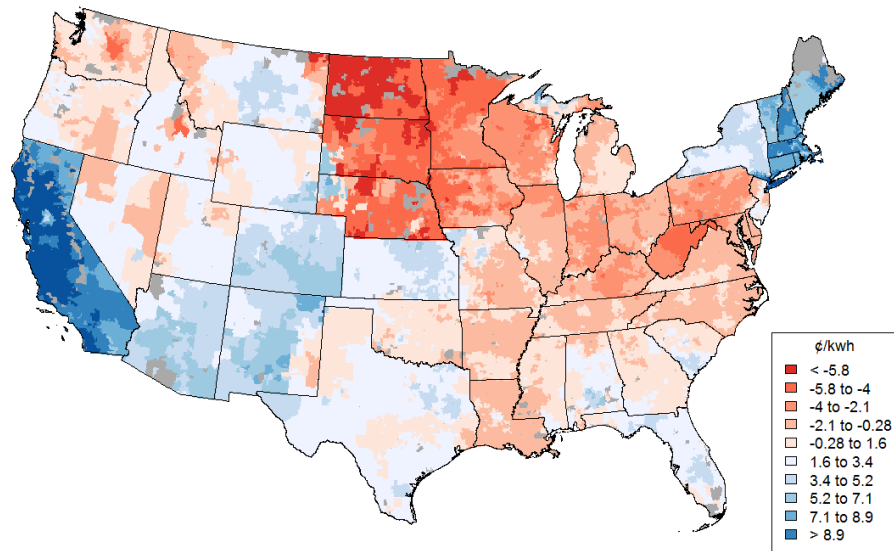 ¢/kwh
< -5.8
-5.8 to -4
-4 to -2.1
-2.1 to -0.28
-0.28 to 1.6
1.6 to 3.4
3.4 to 5.2
5.2 to 7.1
7.1 to 8.9
> 8.9